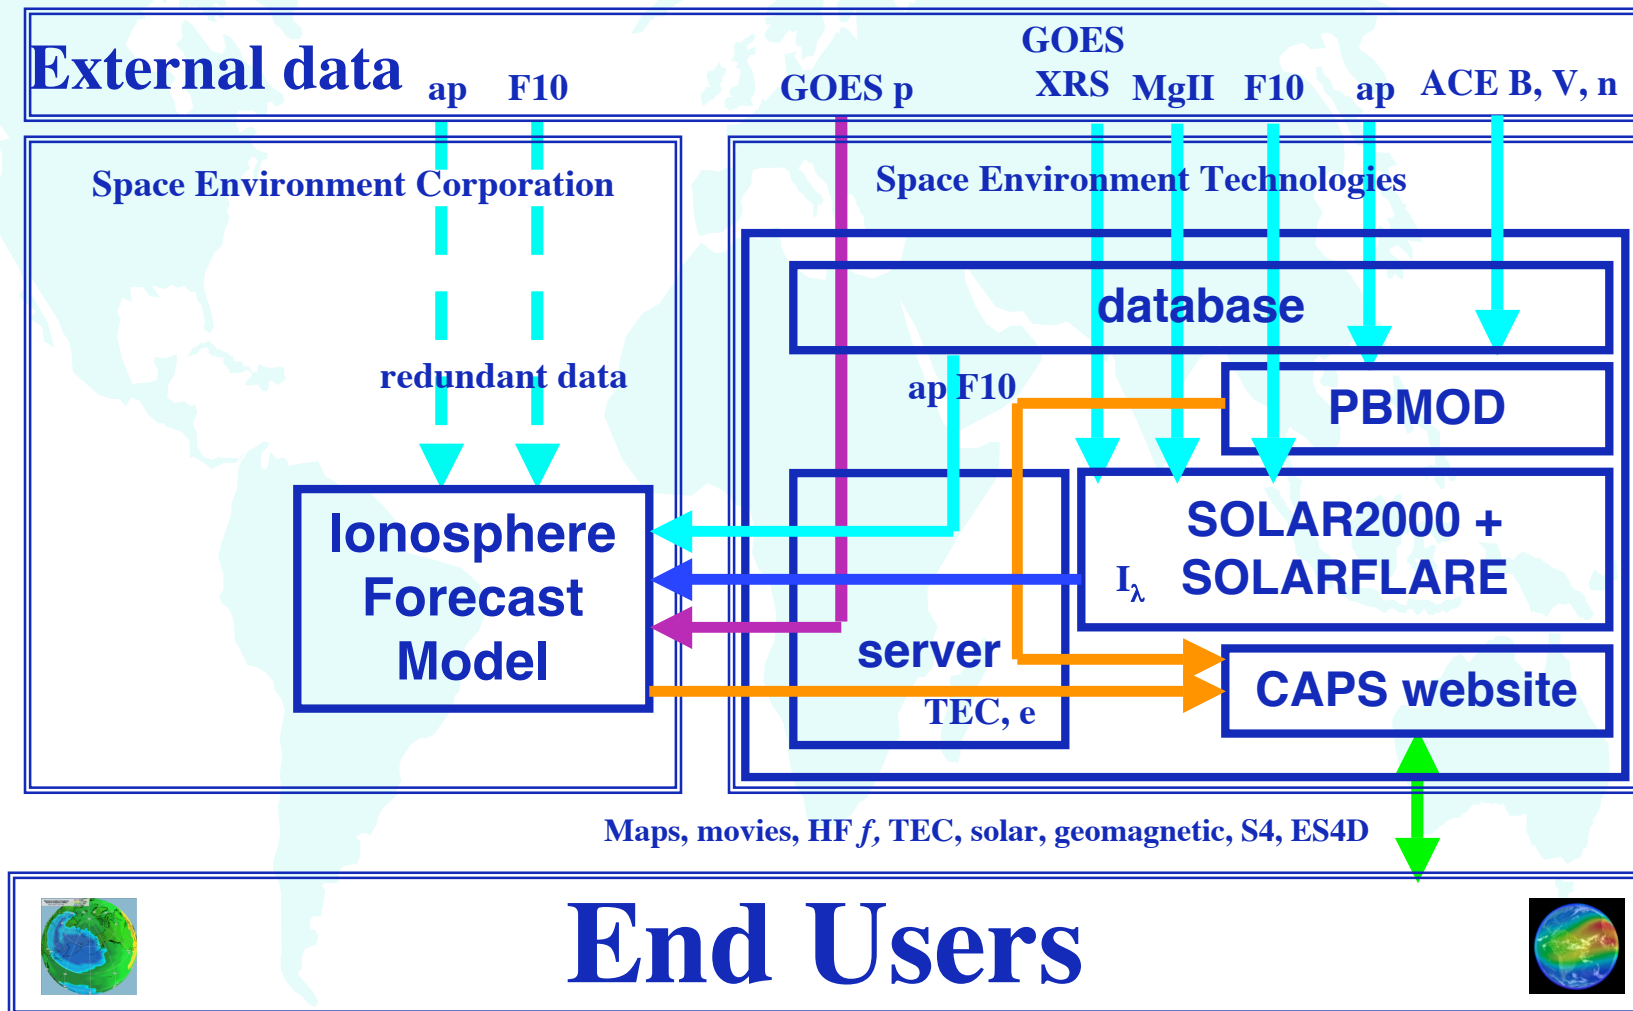 External data
ap
F10
GOES p
GOES
XRS
MgII
F10
ap
ACE B, V, n
Space Environment Corporation
Space Environment Technologies
database
redundant data
ap F10
PBMOD
Ionosphere
Forecast
Model
SOLAR2000 +
Iλ SOLARFLARE
server
CAPS website
TEC, e
Maps, movies, HF f, TEC, solar, geomagnetic, S4, ES4D
End Users